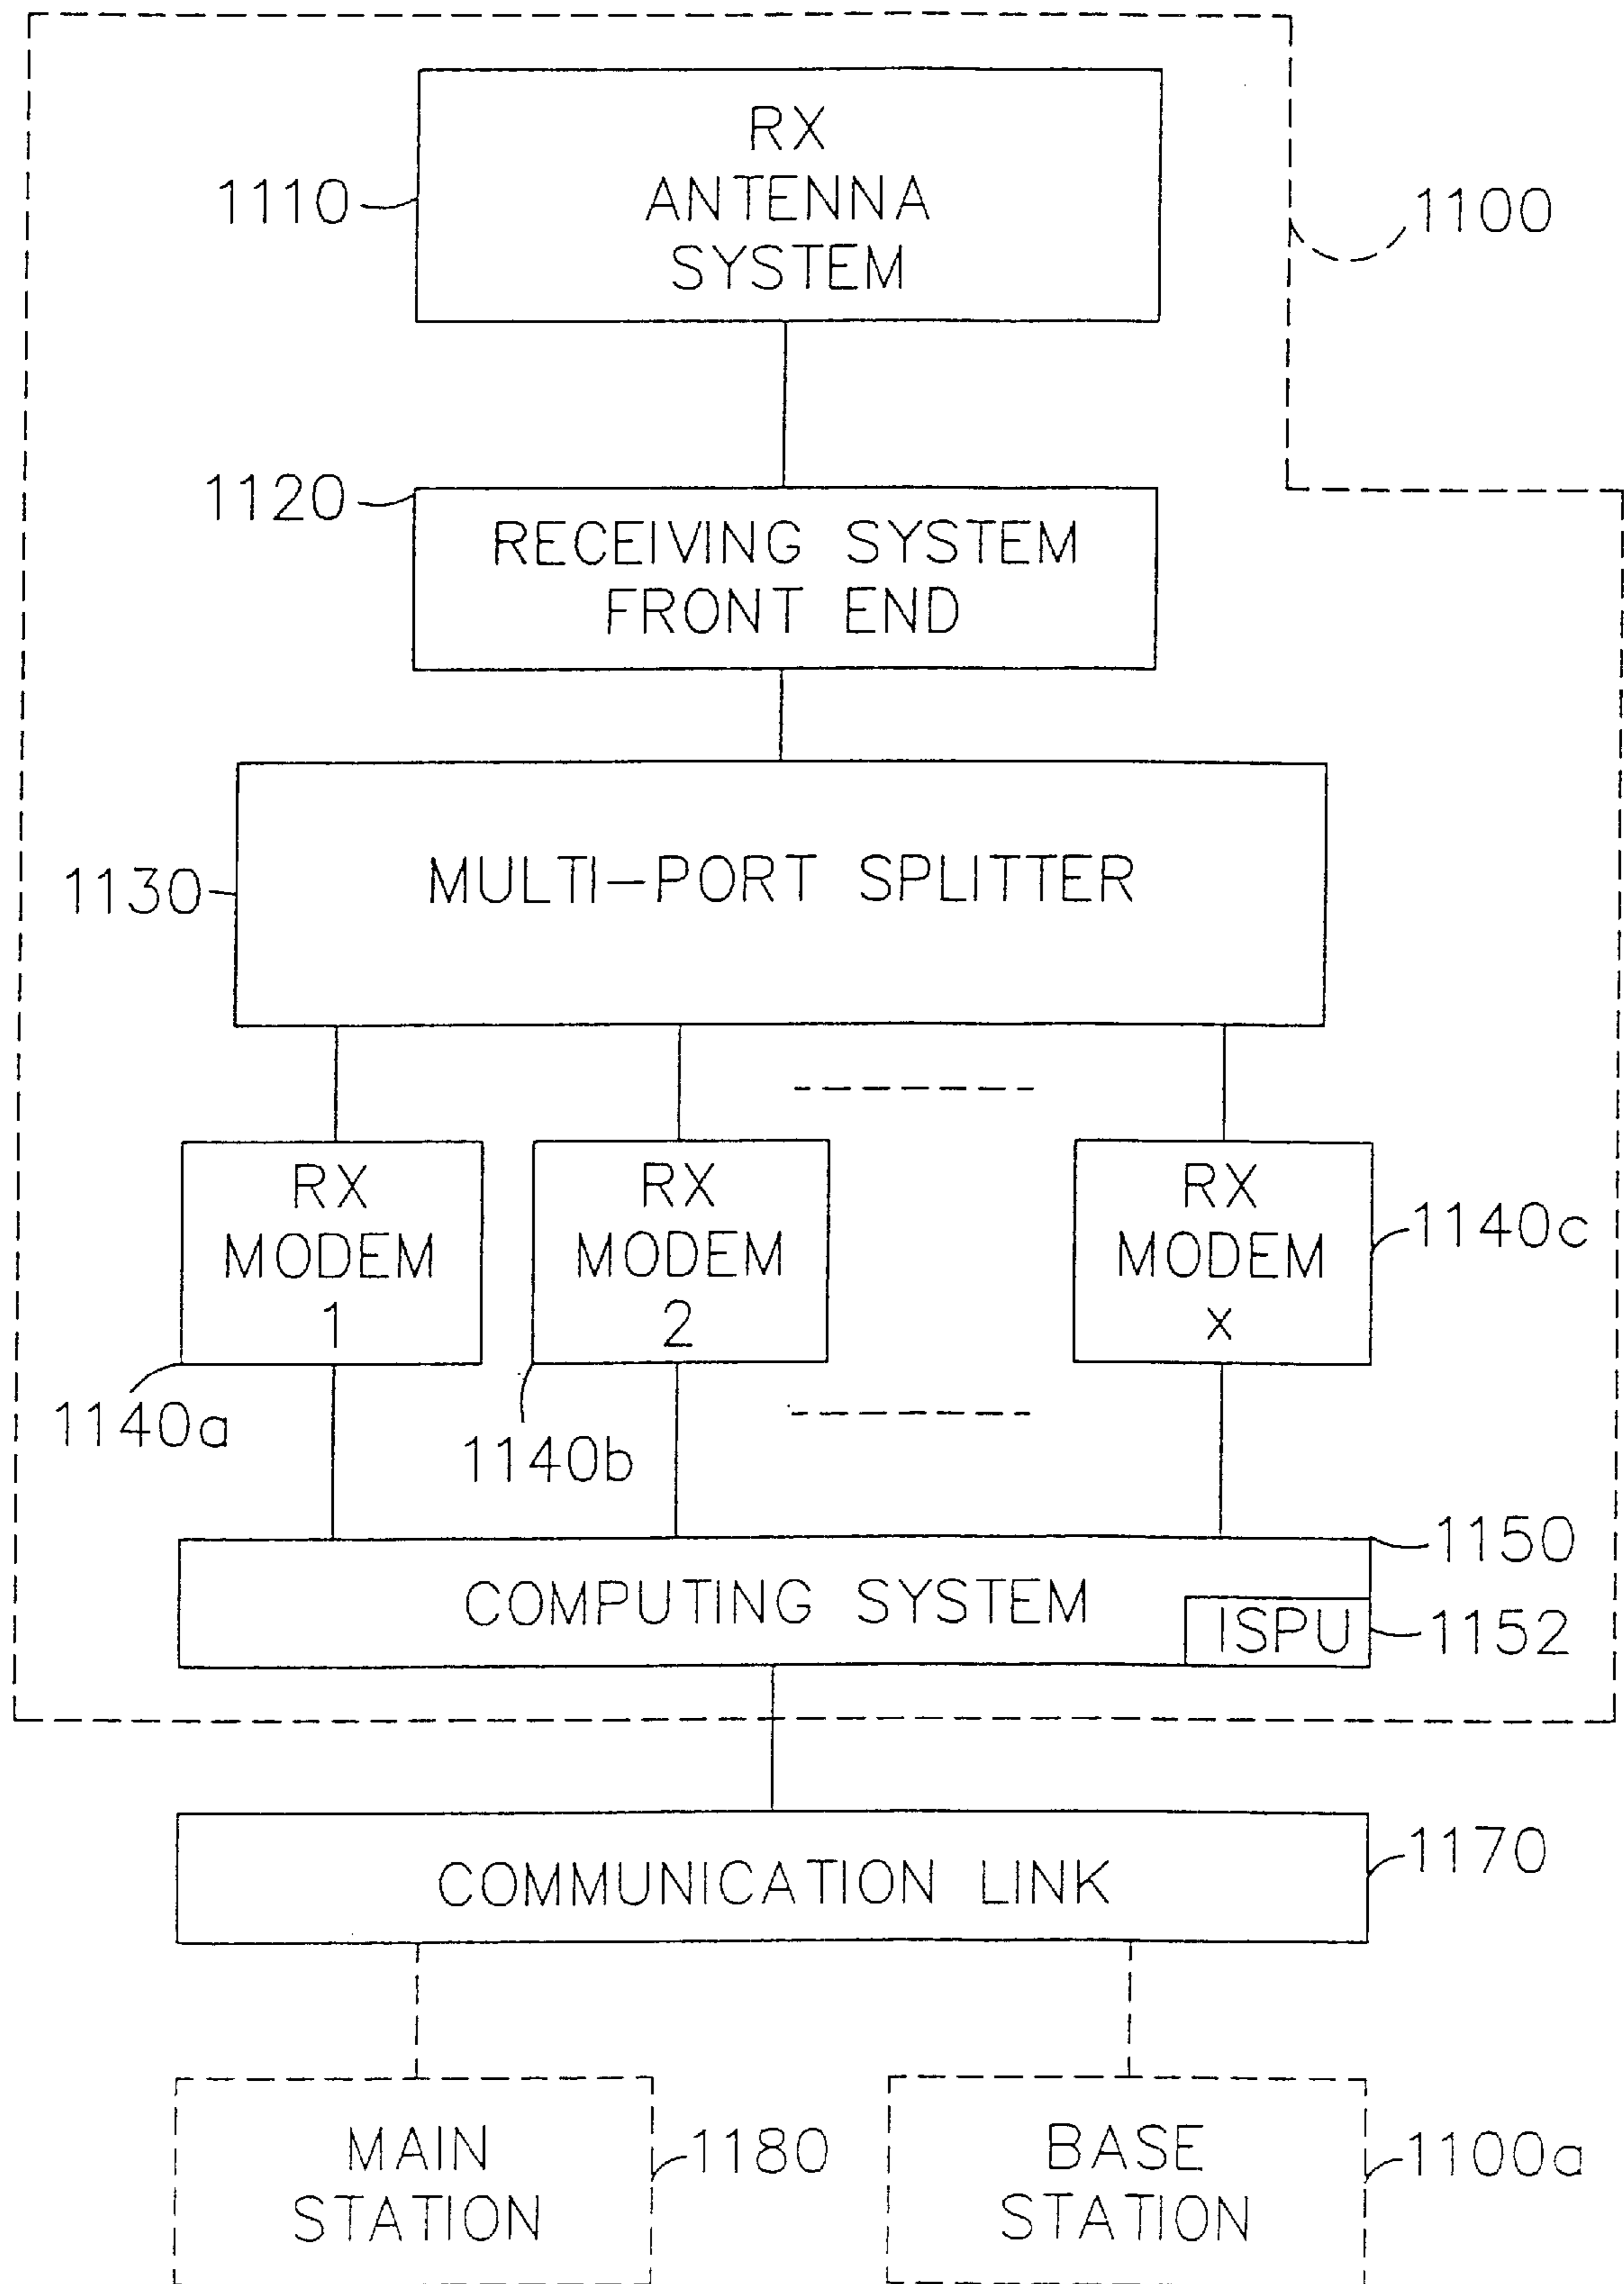 RX
ANTENNA
SYSTEM
1110
1100
1120
RECEIVING SYSTEM
FRONT END
1130
MULTI-PORT SPLITTER
RX
MODEM
1
RX
MODEM
2
RX
MODEM
x
1140c
1140a
1140b
1150
COMPUTING SYSTEM
ISPU
1152
COMMUNICATION LINK
1170
MAIN
STATION
1180
BASE
STATION
1100a